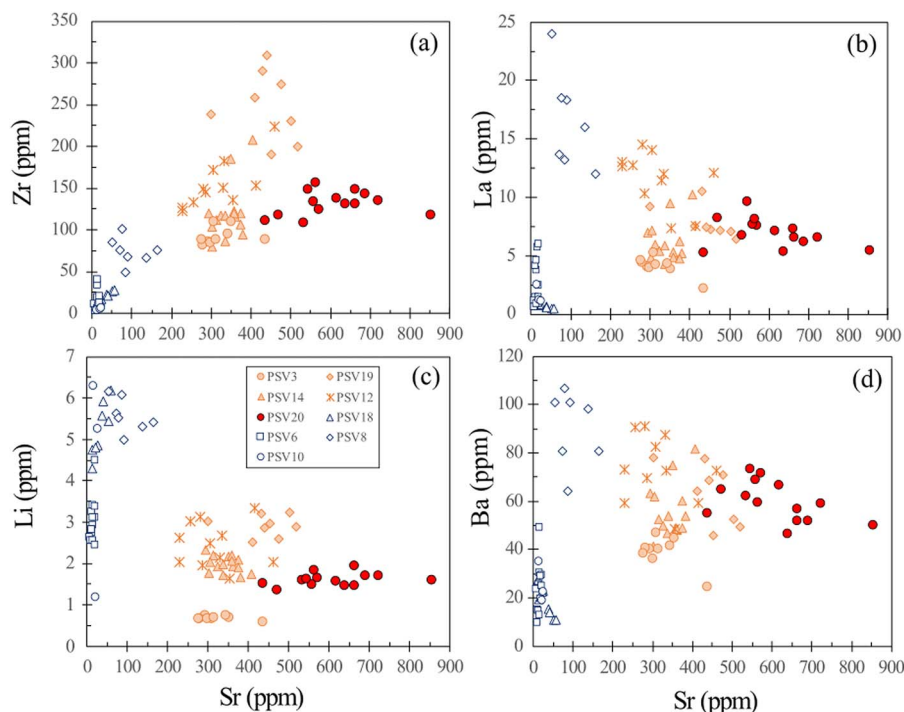 (a)
350
300
250
200
150
100
50
0
Zr (ppm)
0 100 200 300 400 500 600 700 800 900
(b)
25
20
15
10
5
0
La (ppm)
0 100 200 300 400 500 600 700 800 900
(c)
7
6
5
4
3
2
1
0
Li (ppm)
PSV3 PSV19
PSV14 PSV12
PSV20 PSV18
PSV6 PSV8
PSV10
0 100 200 300 400 500 600 700 800 900
Sr (ppm)
(d)
120
100
80
60
40
20
0
Ba (ppm)
0 100 200 300 400 500 600 700 800 900
Sr (ppm)